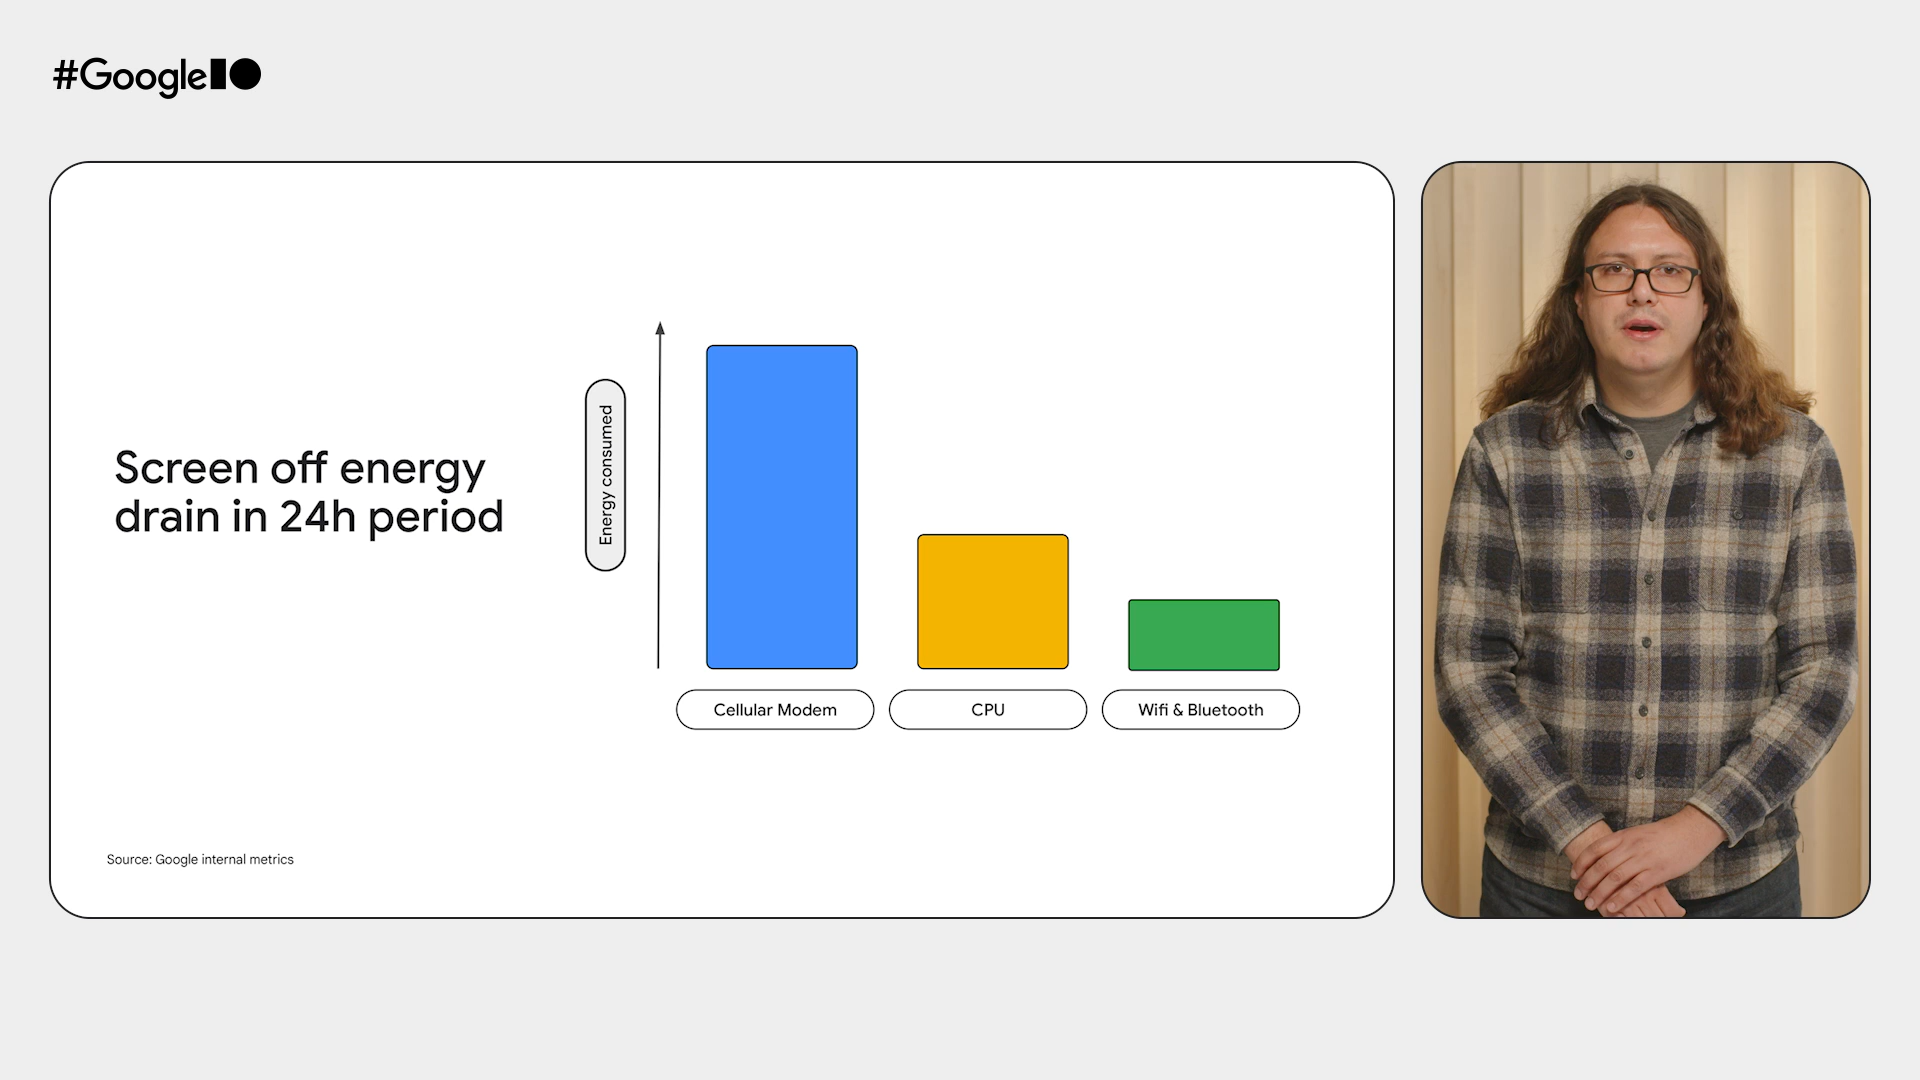 #GoogleIO
Screen off energy
drain in 24h period
Energy consumed
Cellular Modem
CPU
Wifi & Bluetooth
Source: Google internal metrics